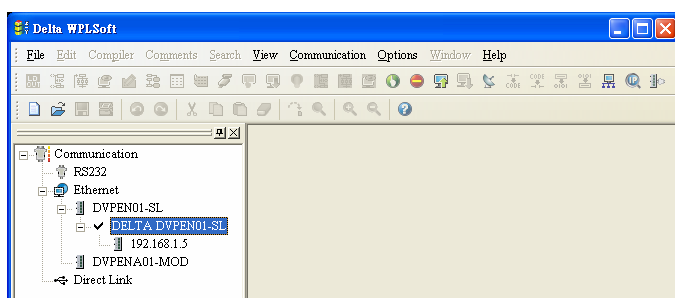 Delta WPLSoft
File Edit Compiler Comments Search View Communication Options Window Help
Communication
RS232
Ethernet
DVPEN01-SL
DELTA DVPEN01-SL
192.168.1.5
DVPENA01-MOD
Direct Link